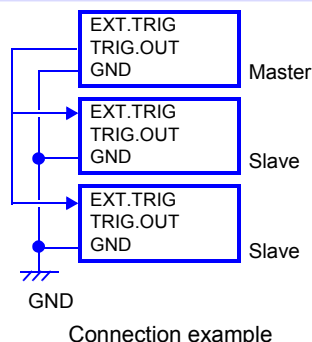 EXT.TRIG
TRIG.OUT
GND
Master
EXT.TRIG
TRIG.OUT
GND
Slave
EXT.TRIG
TRIG.OUT
GND
Slave
GND
Connection example